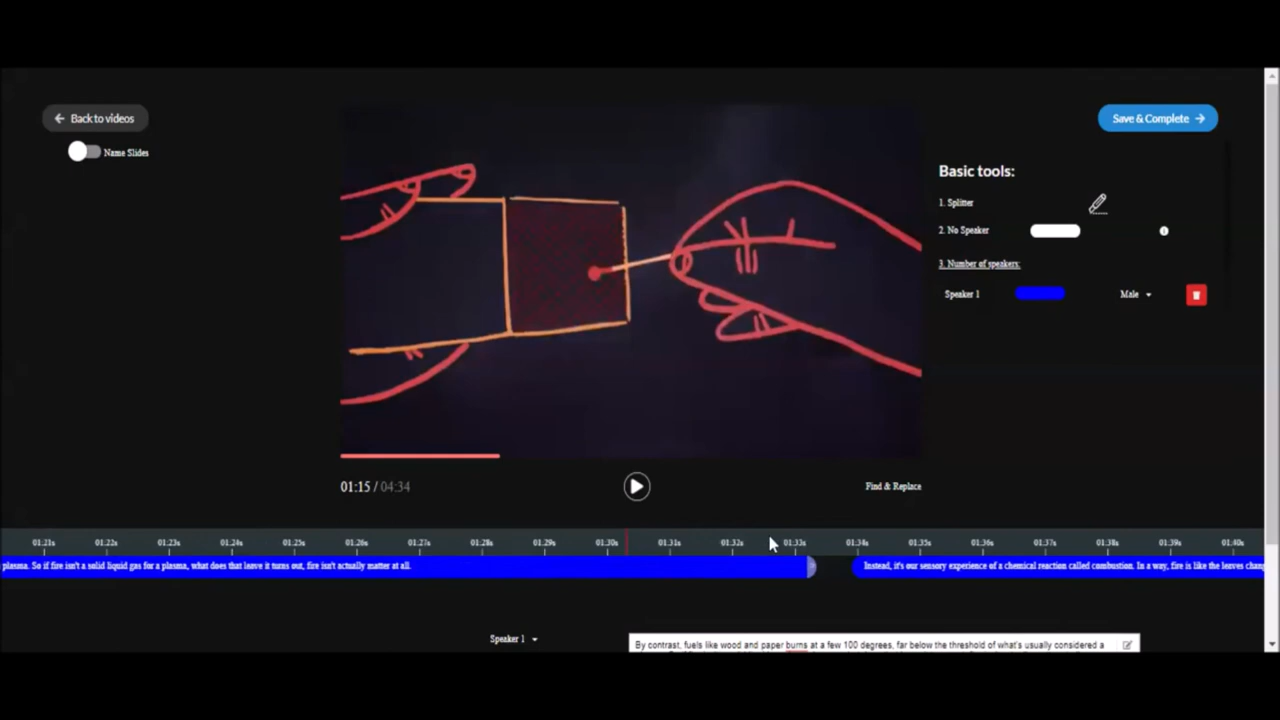 Back to videos
Save & Complete
Name Slides
Basic tools:
1. Splitter
2. No Speaker
3. Number of speakers:
Speaker 1
Male
01:15 / 04:34
Find & Replace
01:21s 01:22s 01:23s 01:24s 01:25s 01:26s 01:27s 01:28s 01:29s 01:30s 01:31s 01:32s 01:33s 01:34s 01:35s 01:36s 01:37s 01:38s 01:39s 01:40s
plasma. So if fire isn't a solid liquid gas for a plasma, what does that leave it turns out, fire isn't actually matter at all.
Instead, it's our sensory experience of a chemical reaction called combustion. In a way, fire is like the leaves chang
Speaker 1
By contrast, fuels like wood and paper burns at a few 100 degrees, far below the threshold of what's usually considered a